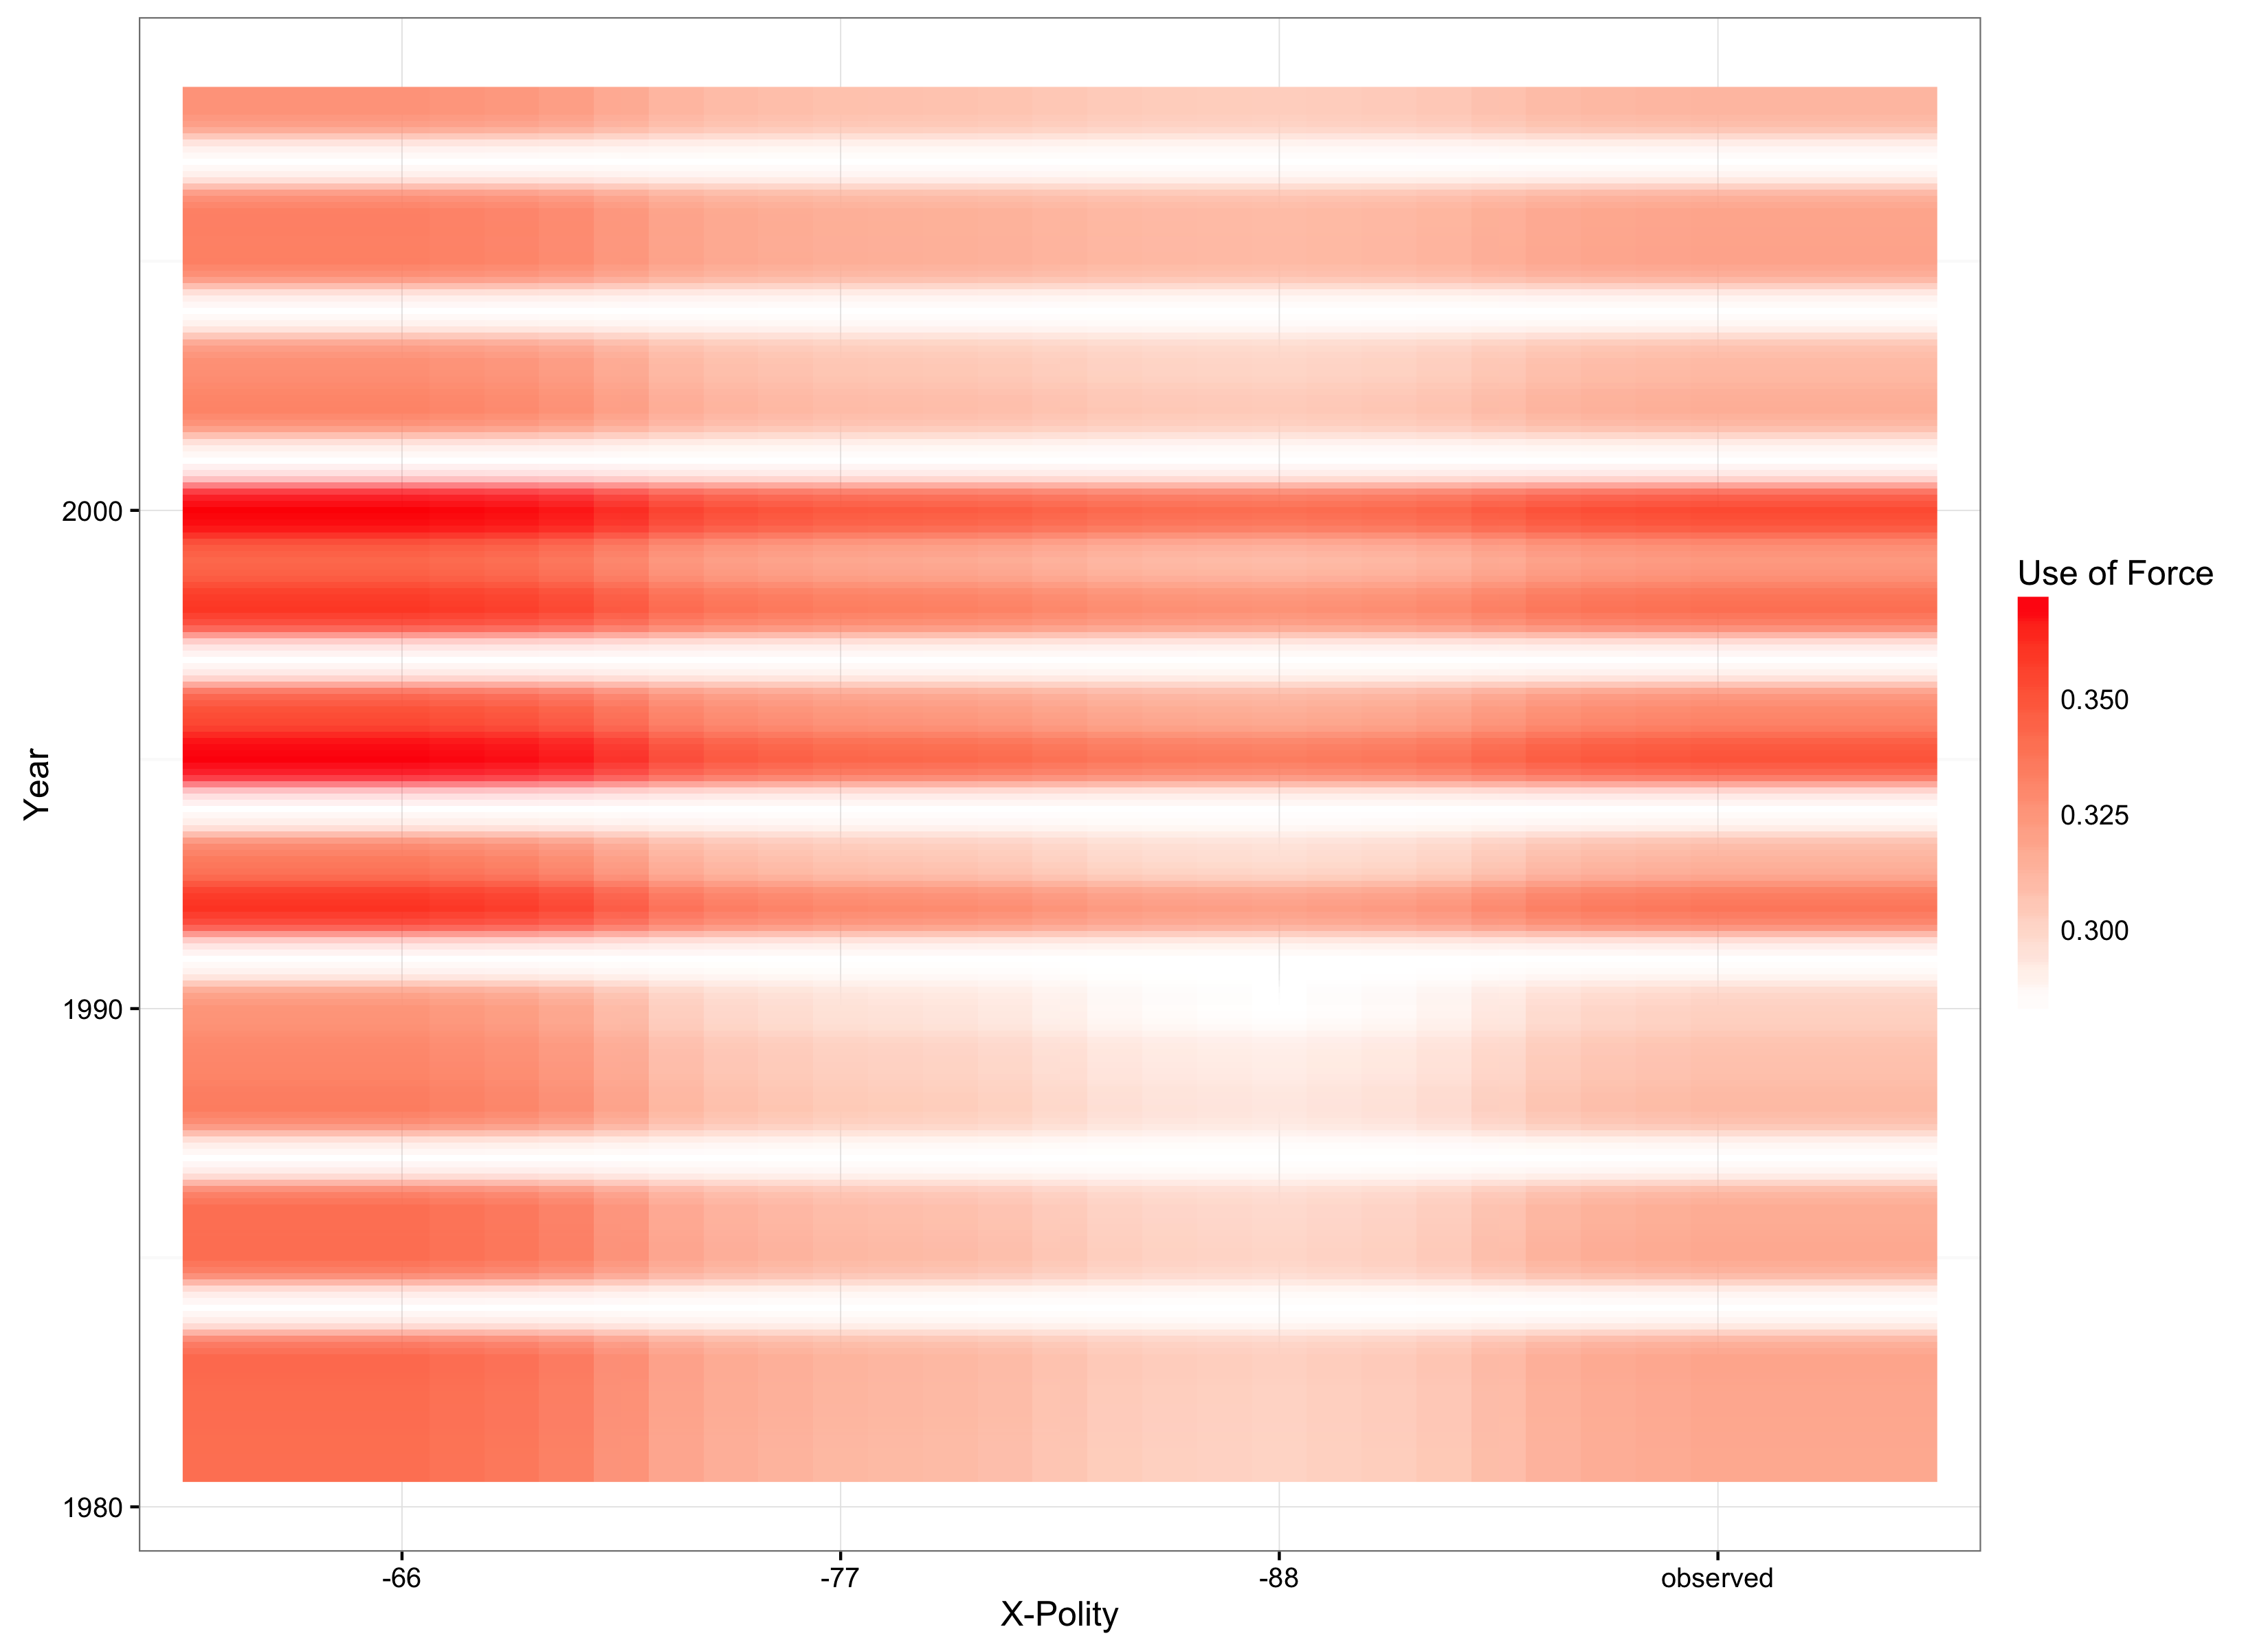 2000
1990
1980
Year
-66
-77
-88
observed
X-Polity
Use of Force
0.350
0.325
0.300